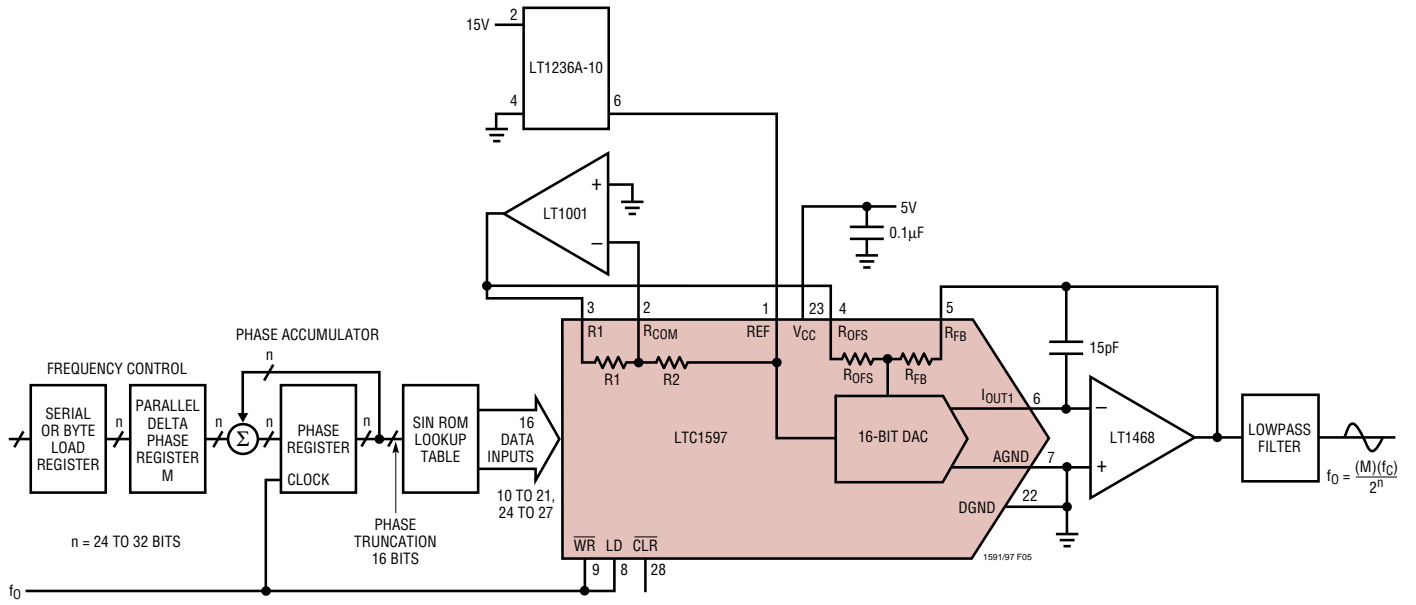 15V
2
LT1236A-10
4
6
+
LT1001
−
5V
0.1µF
3
2
1
23
4
5
R1
RCOM
REF
VCC
ROFS
RFB
R1
R2
ROFS
RFB
15pF
PHASE ACCUMULATOR
n
FREQUENCY CONTROL
SERIAL
OR BYTE
LOAD
REGISTER
n
PARALLEL
DELTA
PHASE
REGISTER
M
n
Σ
n
PHASE
REGISTER
CLOCK
n
SIN ROM
LOOKUP
TABLE
16
DATA
INPUTS
10 TO 21,
24 TO 27
PHASE
TRUNCATION
16 BITS
n = 24 TO 32 BITS
LTC1597
16-BIT DAC
IOUT1
6
AGND
7
DGND
22
−
LT1468
+
LOWPASS
FILTER
fO = (M)(fC)
2n
WR LD CLR
9
8
28
1591/97 F05
fO